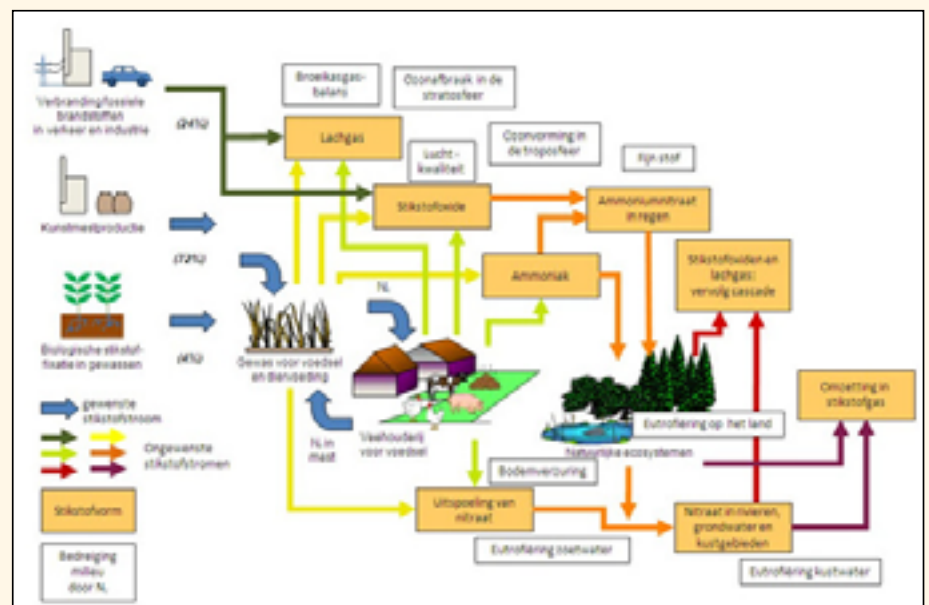 Verbranding fossiele
brandstoffen
in verkeer en industrie
Broeikasgas-
balans
Ozonafbraak in de
stratosfeer
Lachgas
Lucht-
kwaliteit
Ozonvorming in
de troposfeer
Fijn stof
Stikstofoxide
Ammoniumnitraat
in regen
Kunstmestproductie
Ammoniak
Stikstofoxiden en
lachgas:
vervolg cascade
Biologische stikstof-
fixatie in gewassen
Gewas voor voedsel
en diervoeding
gewenste
stikstofstroom
Ongewenste
stikstofstromen
in
mest
Veehouderij
voor voedsel
Eutrofiëring op het land
Natuurlijke ecosystemen
Omzetting in
stikstofgas
Bodemverzuring
Stikstofvorm
Uitspoeling van
nitraat
Nitraat in rivieren,
grondwater en
kustgebieden
Eutrofiëring zoetwater
Eutrofiëring kustwater
Bedreiging
milieu
door